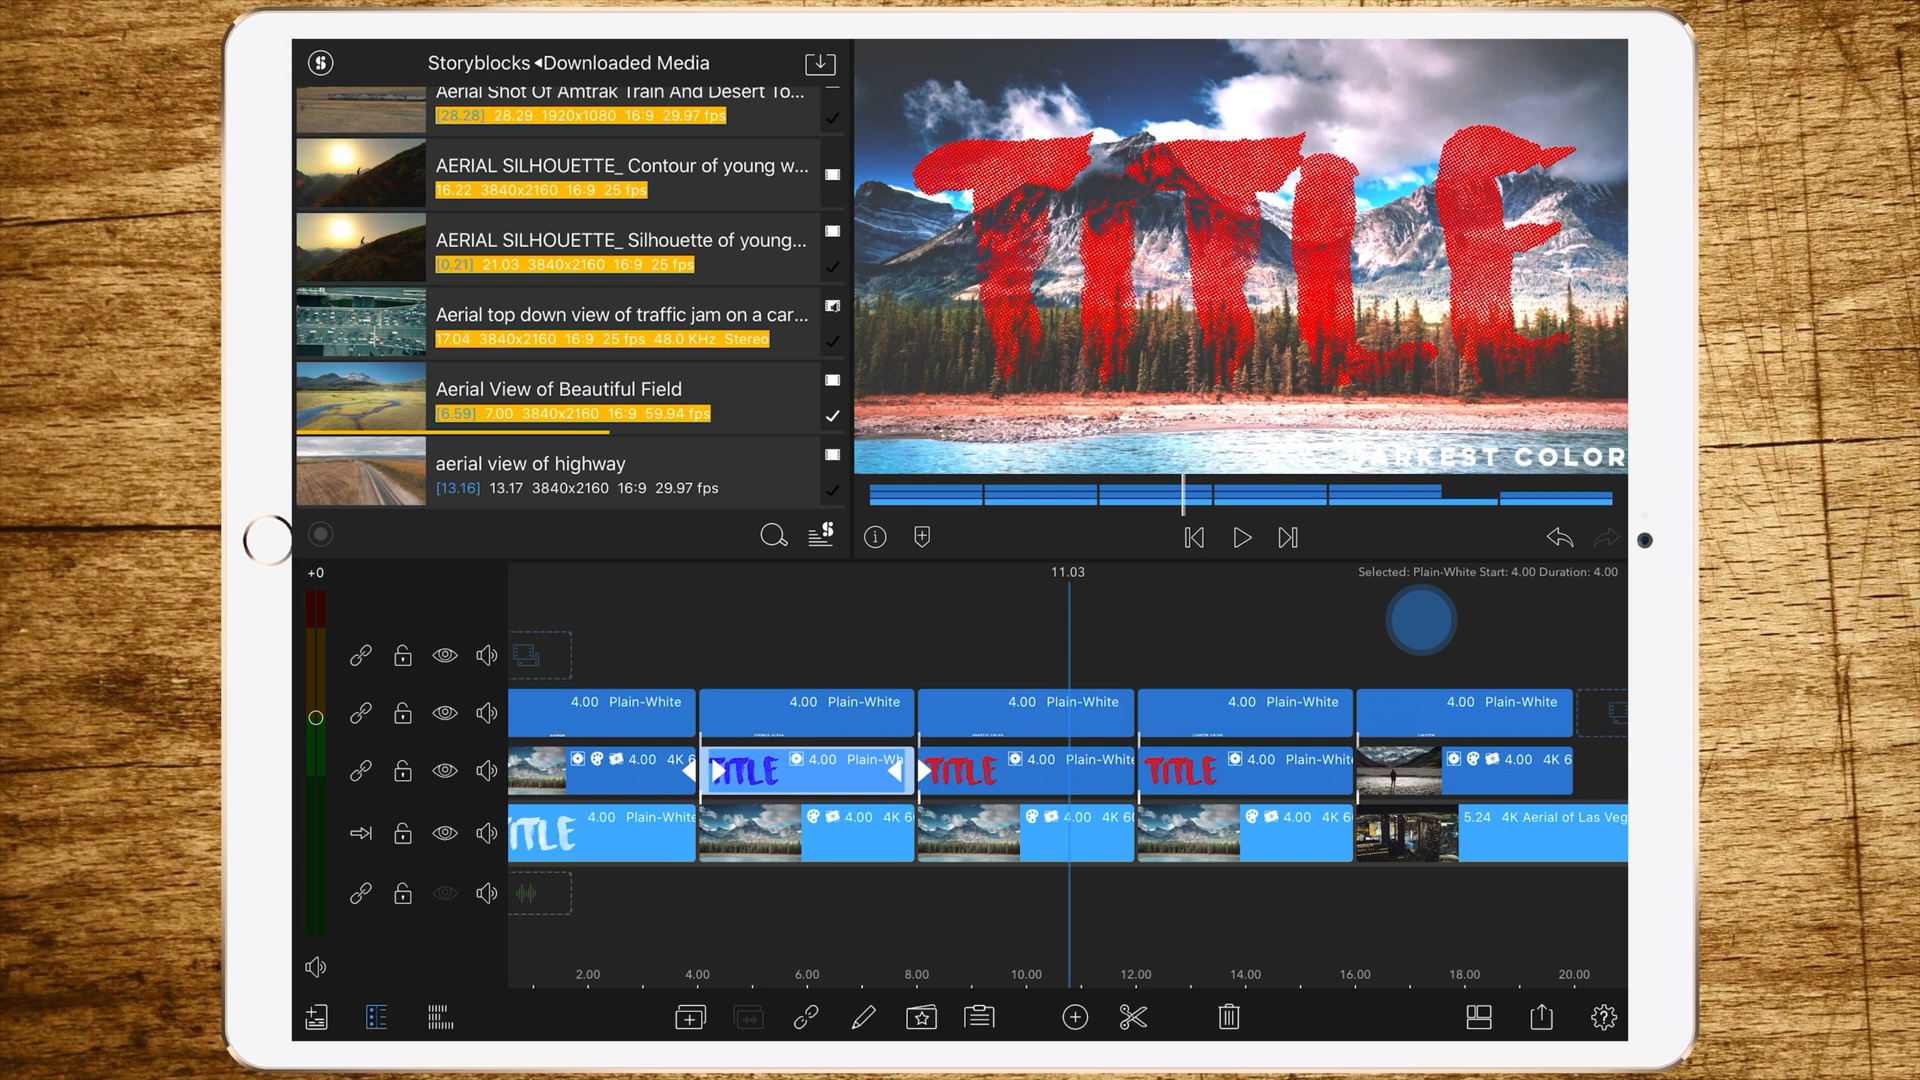 Storyblocks ◂Downloaded Media
Aerial Shot Of Amtrak Train And Desert To...
[28.28] 28.29 1920x1080 16:9 29.97 fps
AERIAL SILHOUETTE_ Contour of young w...
16.22 3840x2160 16:9 25 fps
AERIAL SILHOUETTE_ Silhouette of young...
[0.21] 21.03 3840x2160 16:9 25 fps
Aerial top down view of traffic jam on a car...
17.04 3840x2160 16:9 25 fps 48.0 KHz Stereo
Aerial View of Beautiful Field
[6.59] 7.00 3840x2160 16:9 59.94 fps
aerial view of highway
[13.16] 13.17 3840x2160 16:9 29.97 fps
TITLE
DARKEST COLOR
+0
11.03
Selected: Plain-White Start: 4.00 Duration: 4.00
4.00 Plain-White
4.00 Plain-White
4.00 Plain-White
4.00 Plain-White
4.00 Plain-White
4.00 4K 6
TITLE 4.00 Plain-Wh
TITLE 4.00 Plain-White
TITLE 4.00 Plain-White
4.00 4K 6
ITLE 4.00 Plain-White
4.00 4K 60
4.00 4K 60
4.00 4K 60
5.24 4K Aerial of Las Veg
2.00 4.00 6.00 8.00 10.00 12.00 14.00 16.00 18.00 20.00